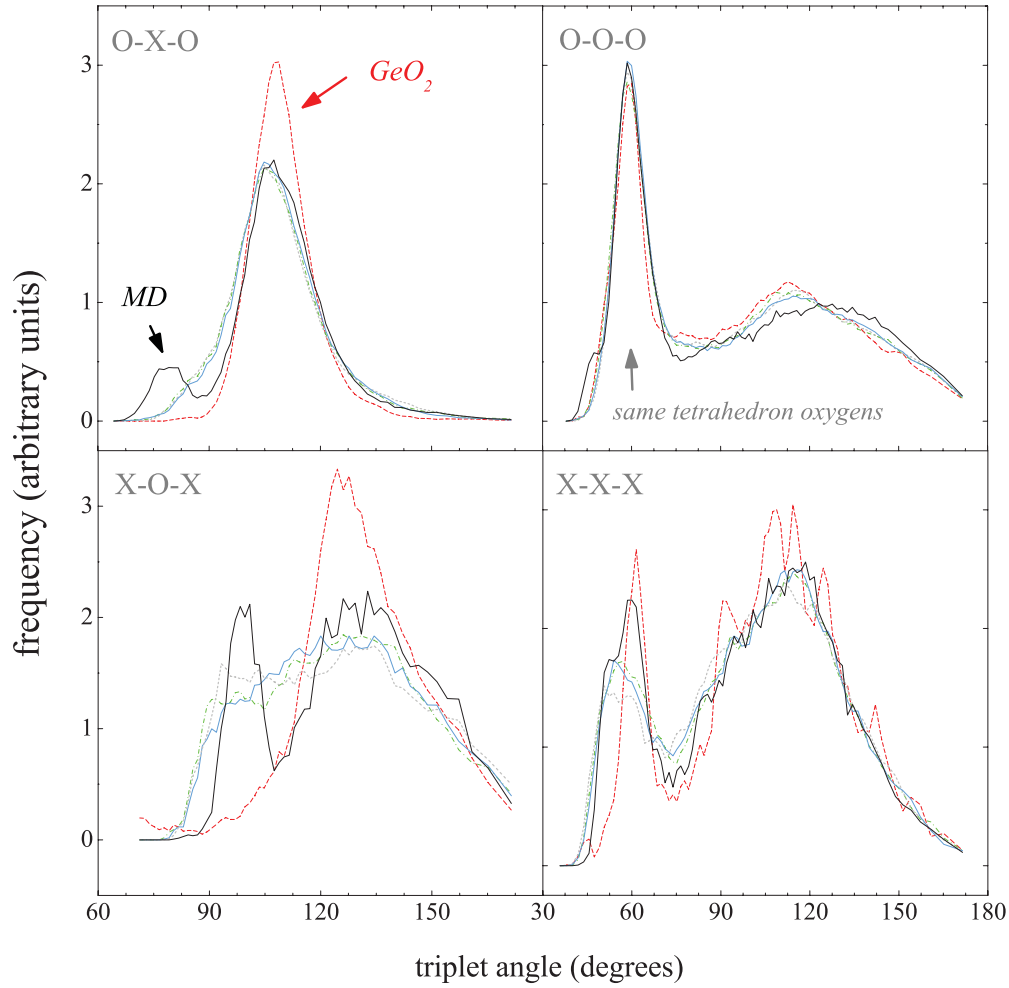 O-X-O
O-O-O
GeO2
MD
same tetrahedron oxygens
X-O-X
X-X-X
3
2
1
0
3
2
1
0
60
90
120
150
30
60
90
120
150
180
frequency (arbitrary units)
triplet angle (degrees)